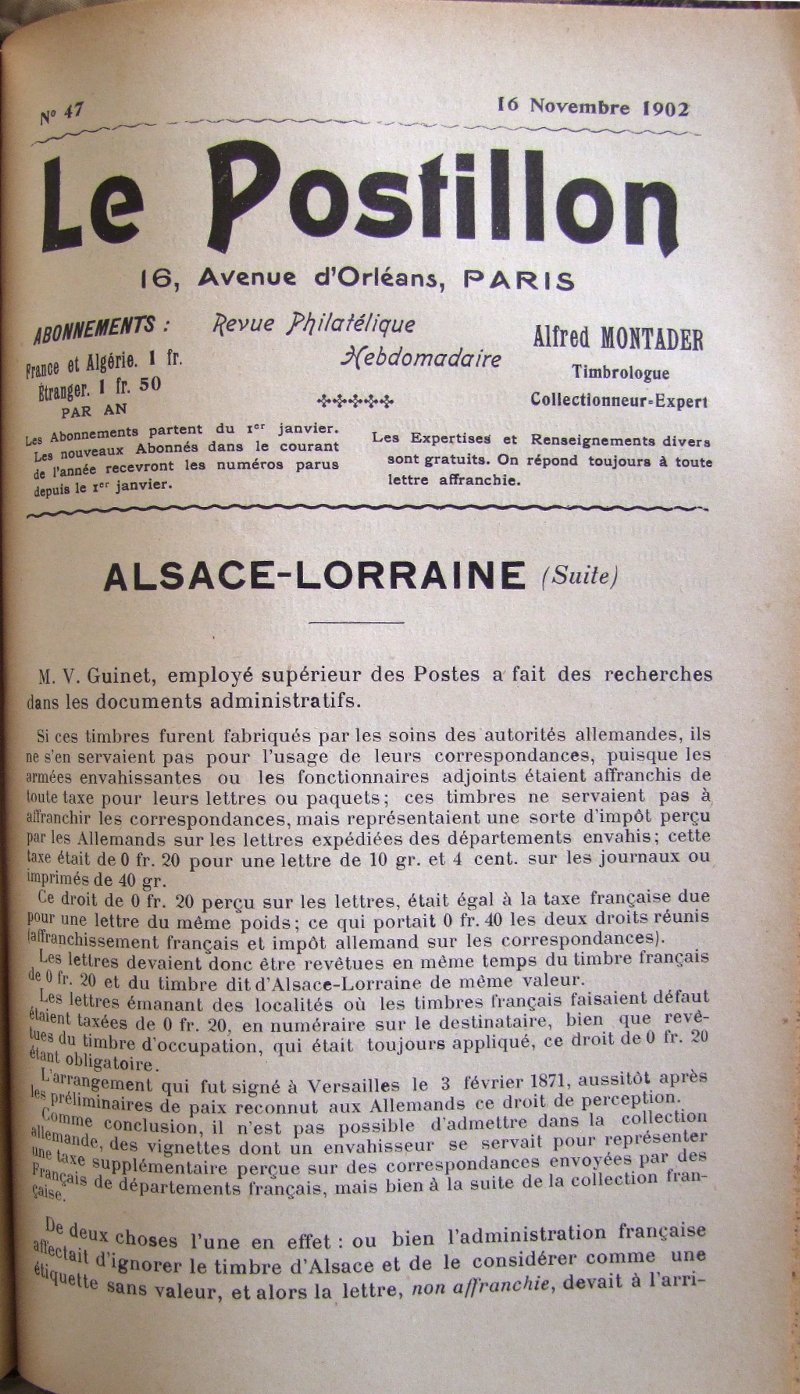 N° 47
16 Novembre 1902
Le Postillon
16, Avenue d'Orléans, PARIS
ABONNEMENTS :
France et Algérie. 1 fr.
Étranger. 1 fr. 50
PAR AN
Les Abonnements partent du 1er janvier.
Les nouveaux Abonnés dans le courant
de l'année recevront les numéros parus
depuis le 1er janvier.
Revue Philatélique
Hebdomadaire
Alfred MONTADER
Timbrologue
Collectionneur-Expert
Les Expertises et Renseignements divers
sont gratuits. On répond toujours à toute
lettre affranchie.
ALSACE-LORRAINE (Suite)
M. V. Guinet, employé supérieur des Postes a fait des recherches
dans les documents administratifs.
Si ces timbres furent fabriqués par les soins des autorités allemandes, ils
ne s'en servaient pas pour l'usage de leurs correspondances, puisque les
armées envahissantes ou les fonctionnaires adjoints étaient affranchis de
toute taxe pour leurs lettres ou paquets ; ces timbres ne servaient pas à
affranchir les correspondances, mais représentaient une sorte d'impôt perçu
par les Allemands sur les lettres expédiées des départements envahis ; cette
taxe était de 0 fr. 20 pour une lettre de 10 gr. et 4 cent. sur les journaux ou
imprimés de 40 gr.
Ce droit de 0 fr. 20 perçu sur les lettres, était égal à la taxe française due
pour une lettre du même poids ; ce qui portait 0 fr. 40 les deux droits réunis
(affranchissement français et impôt allemand sur les correspondances).
Les lettres devaient donc être revêtues en même temps du timbre français
de 0 fr. 20 et du timbre dit d'Alsace-Lorraine de même valeur.
Les lettres émanant des localités où les timbres français faisaient défaut
étaient taxées de 0 fr. 20, en numéraire sur le destinataire, bien que revê-
tues du timbre d'occupation, qui était toujours appliqué, ce droit de 0 fr. 20
étant obligatoire.
L'arrangement qui fut signé à Versailles le 3 février 1871, aussitôt après
les préliminaires de paix reconnut aux Allemands ce droit de perception.
Comme conclusion, il n'est pas possible d'admettre dans la collection
allemande, des vignettes dont un envahisseur se servait pour représenter
une taxe supplémentaire perçue sur des correspondances envoyées par des
Français de départements français, mais bien à la suite de la collection fran-
çaise.
De deux choses l'une en effet : ou bien l'administration française
affectait d'ignorer le timbre d'Alsace et de le considérer comme une
étiquette sans valeur, et alors la lettre, non affranchie, devait à l'arri-